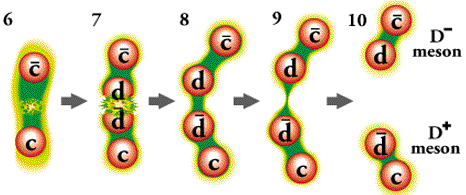 6 7 8 9 10
c̄ c̄ c̄ c̄ c̄
d d d d
D⁻
meson
d̄ d̄ d̄ d̄
c c c c c
D⁺
meson